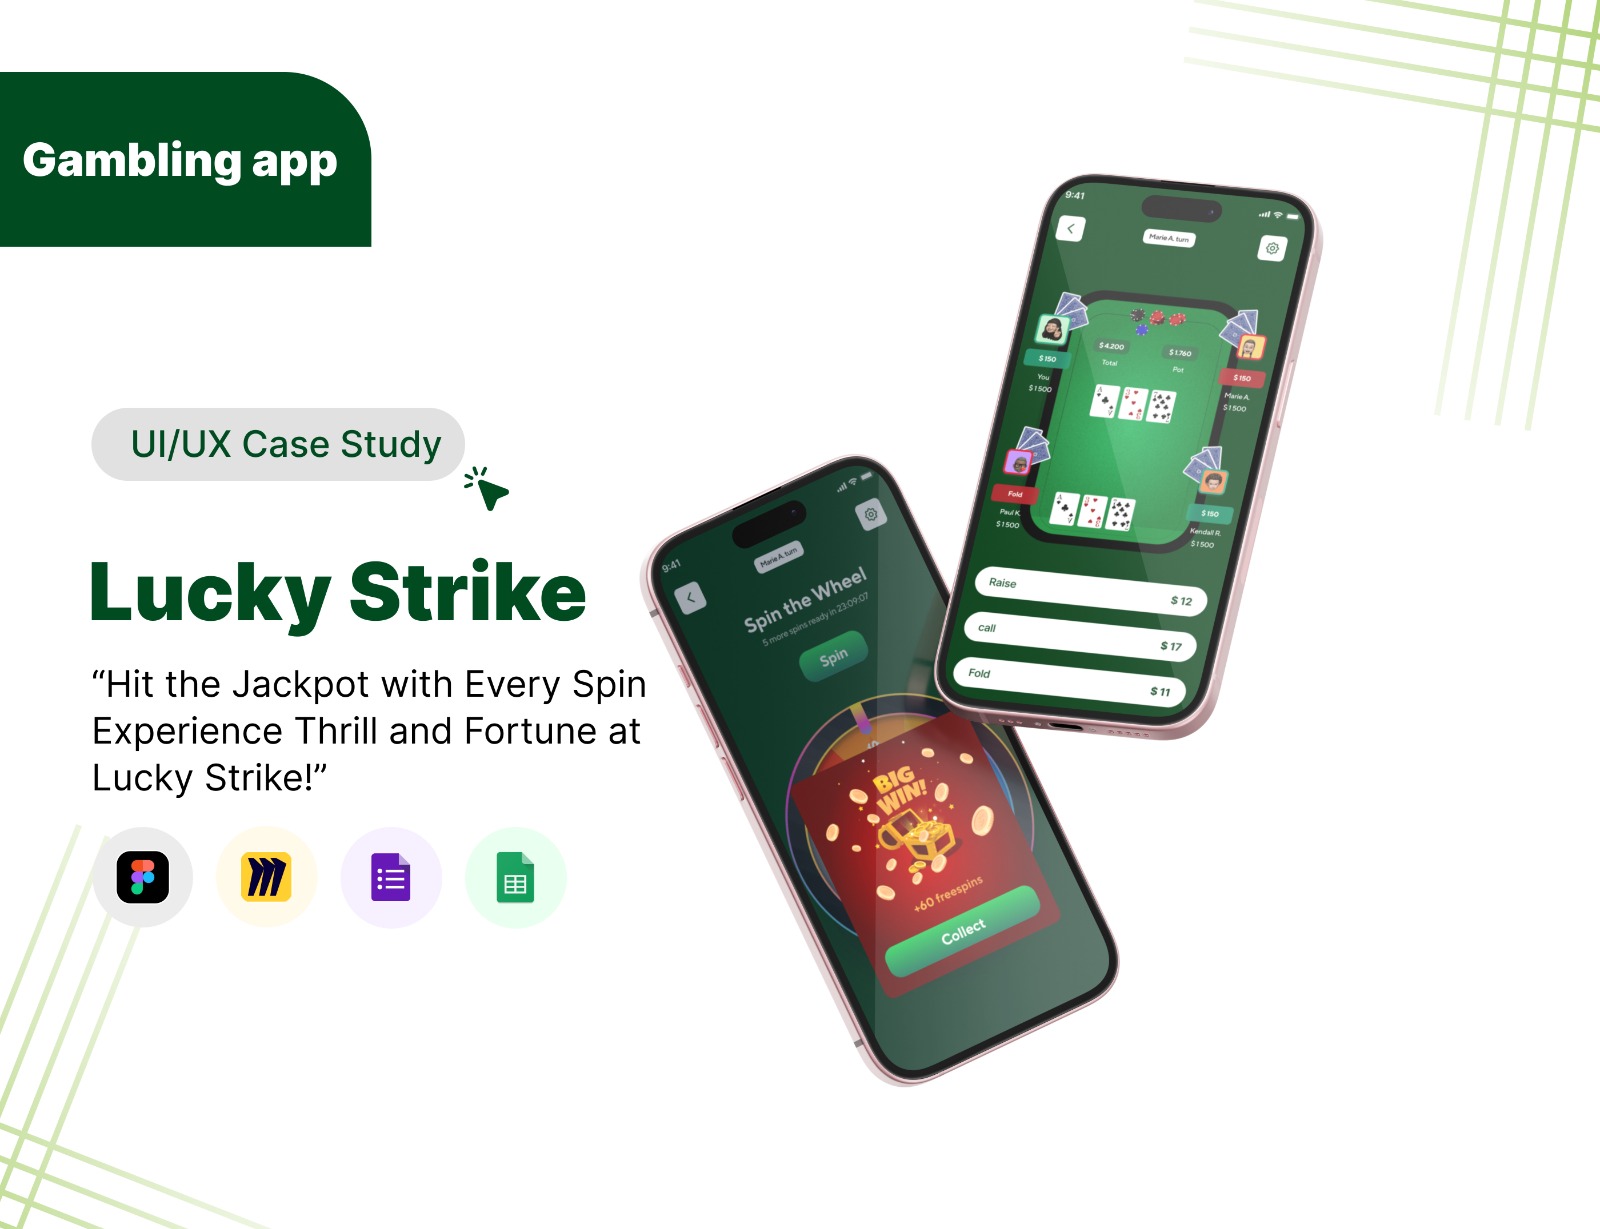 Gambling app
UI/UX Case Study
Lucky Strike
“Hit the Jackpot with Every Spin
Experience Thrill and Fortune at
Lucky Strike!”
9:41
Marie A. turn
Spin the Wheel
5 more spins ready in 23:09:07
Spin
BIG
WIN!
+60 freespins
Collect
9:41
Marie A. turn
$ 4.200
Total
$ 1.760
Pot
$ 150
You
$ 1500
$ 150
Marie A.
$ 1500
Fold
Paul K.
$ 1500
$ 150
Kendall R.
$ 1500
Raise
$ 12
call
$ 17
Fold
$ 11